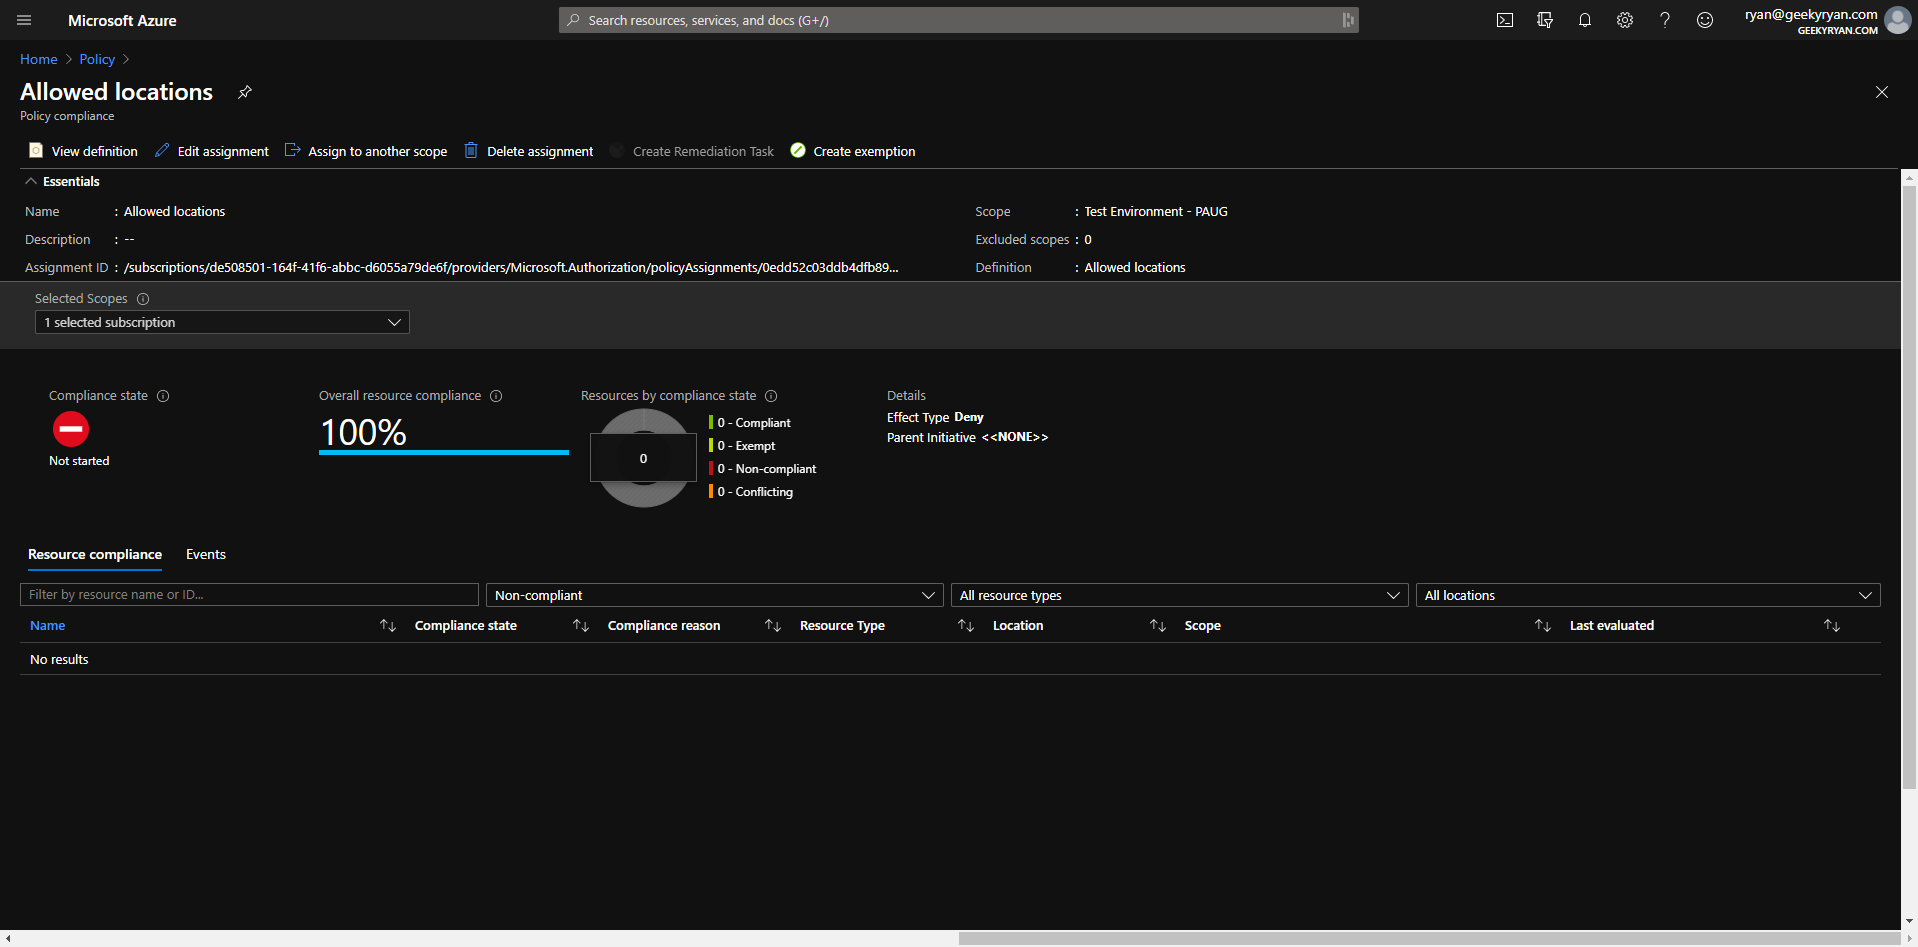 Microsoft Azure
Search resources, services, and docs (G+/)
ryan@geekyryan.com
GEEKYRYAN.COM
Home > Policy >
Allowed locations
Policy compliance
View definition
Edit assignment
Assign to another scope
Delete assignment
Create Remediation Task
Create exemption
Essentials
Name : Allowed locations
Scope : Test Environment - PAUG
Description : --
Excluded scopes : 0
Assignment ID : /subscriptions/de508501-164f-41f6-abbc-d6055a79de6f/providers/Microsoft.Authorization/policyAssignments/0edd52c03ddb4dfb89...
Definition : Allowed locations
Selected Scopes
1 selected subscription
Compliance state
Not started
Overall resource compliance
100%
Resources by compliance state
0
0 - Compliant
0 - Exempt
0 - Non-compliant
0 - Conflicting
Details
Effect Type Deny
Parent Initiative <<NONE>>
Resource compliance
Events
Filter by resource name or ID...
Non-compliant
All resource types
All locations
Name
Compliance state
Compliance reason
Resource Type
Location
Scope
Last evaluated
No results